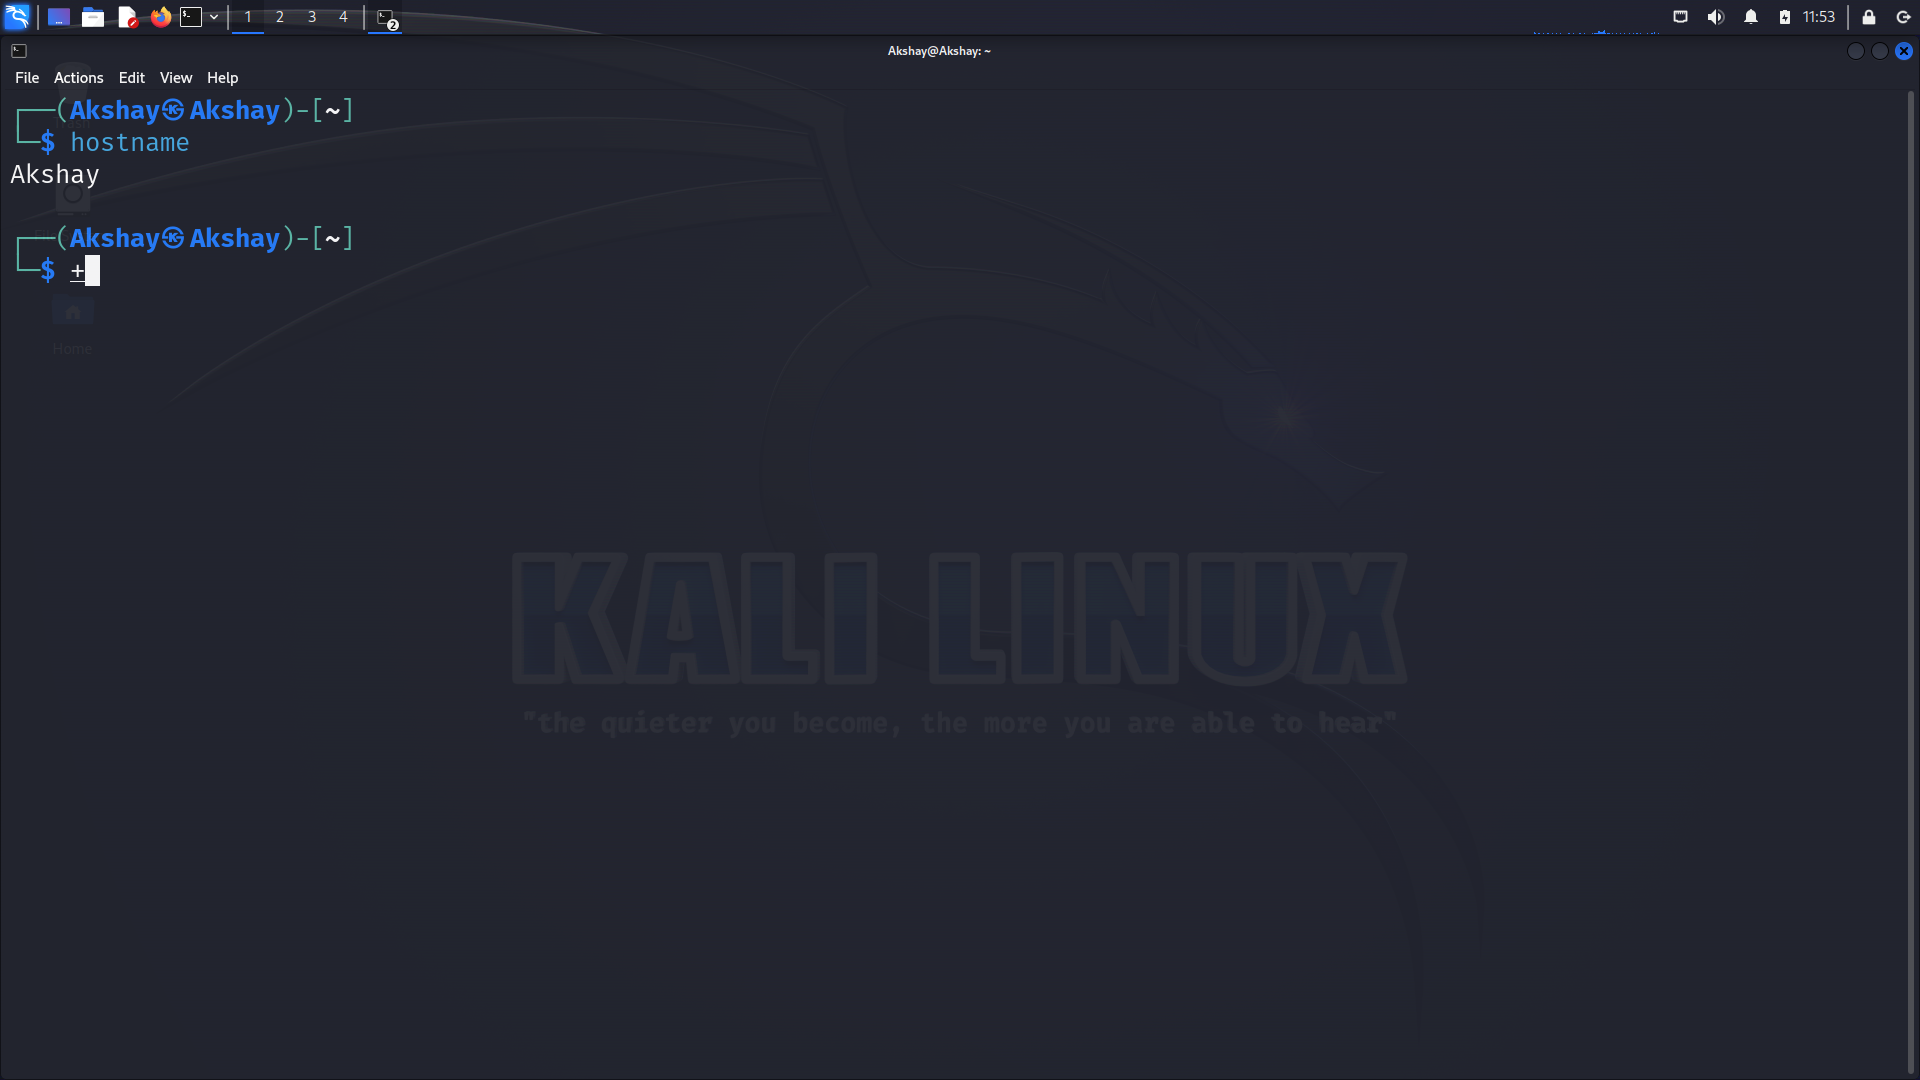 1 2 3 4 2 11:53
Akshay@Akshay: ~
File Actions Edit View Help
┌──(Akshay㉿Akshay)-[~]
└─$ hostname
Akshay
┌──(Akshay㉿Akshay)-[~]
└─$ +
Home
KALI LINUX
"the quieter you become, the more you are able to hear"